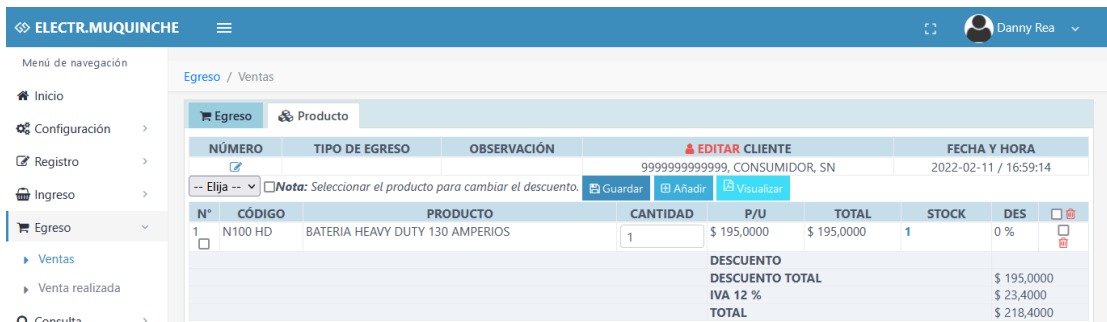 ELECTR.MUQUINCHE
Danny Rea
Menú de navegación
Inicio
Configuración
Registro
Ingreso
Egreso
Ventas
Venta realizada
Consulta
Egreso / Ventas
Egreso Producto
NÚMERO TIPO DE EGRESO OBSERVACIÓN EDITAR CLIENTE FECHA Y HORA
9999999999999, CONSUMIDOR, SN 2022-02-11 / 16:59:14
-- Elija -- Nota: Seleccionar el producto para cambiar el descuento. Guardar Añadir Visualizar
N° CÓDIGO PRODUCTO CANTIDAD P/U TOTAL STOCK DES
1 N100 HD BATERIA HEAVY DUTY 130 AMPERIOS 1 $ 195,0000 $ 195,0000 1 0 %
DESCUENTO
DESCUENTO TOTAL $ 195,0000
IVA 12 % $ 23,4000
TOTAL $ 218,4000